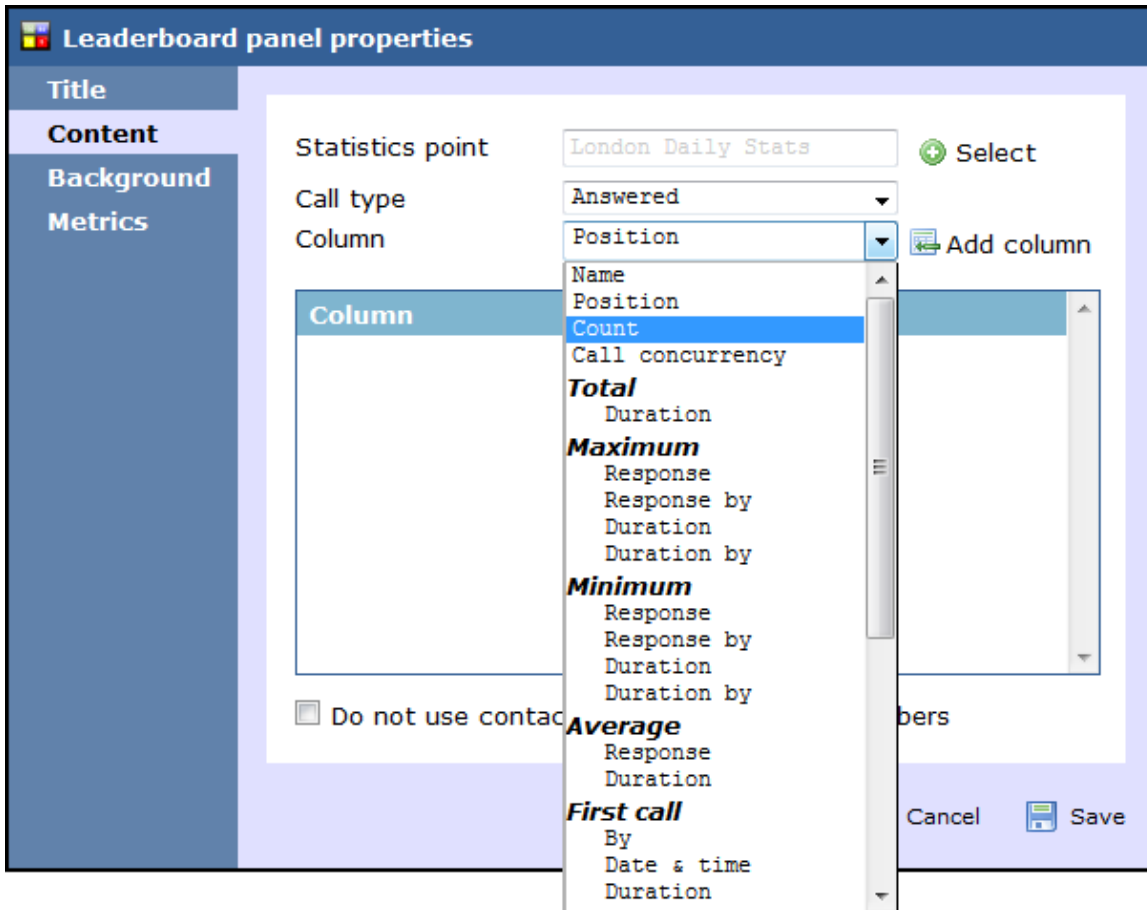 Leaderboard panel properties
Title
Content
Background
Metrics
Statistics point London Daily Stats Select
Call type Answered
Column Position Add column
Column
Name
Position
Count
Call concurrency
Total
Duration
Maximum
Response
Response by
Duration
Duration by
Minimum
Response
Response by
Duration
Duration by
Average
Response
Duration
First call
By
Date & time
Duration
Do not use
Cancel Save